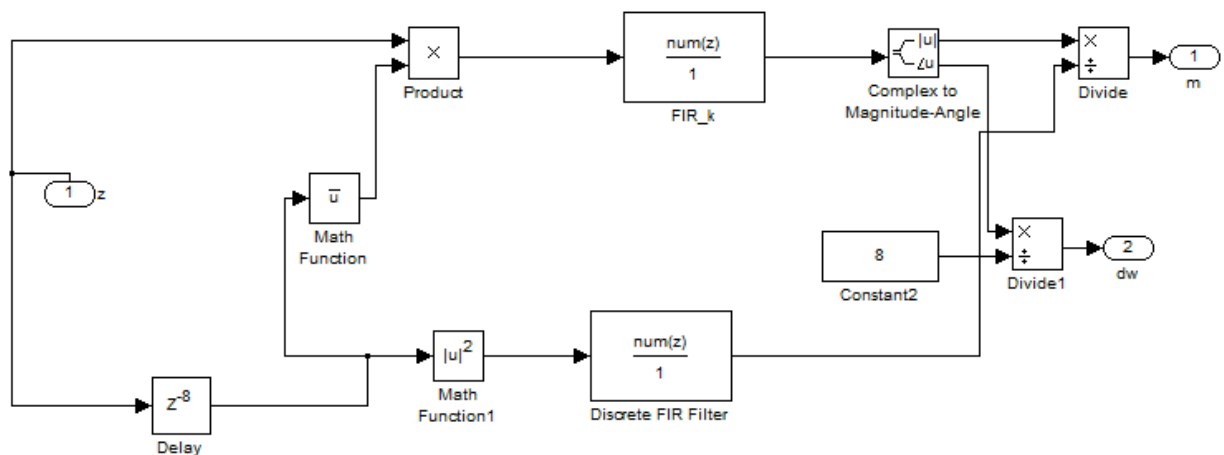 ×
Product
num(z)
1
FIR_k
|u|
∠u
Complex to
Magnitude-Angle
×
÷
Divide
1
m
1
z
u̅
Math
Function
8
Constant2
×
÷
Divide1
2
dw
Z-8
Delay
|u|2
Math
Function1
num(z)
1
Discrete FIR Filter